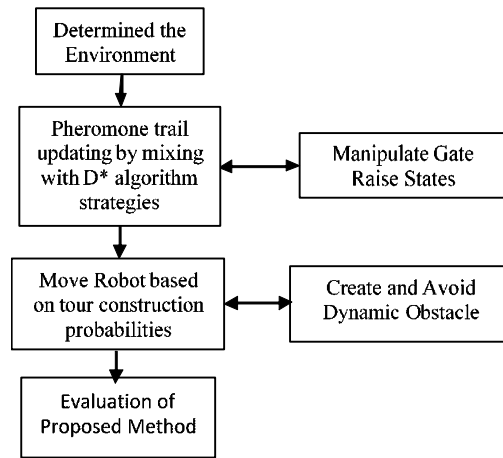 Determined the
Environment
Pheromone trail
updating by mixing
with D* algorithm
strategies
Manipulate Gate
Raise States
Move Robot based
on tour construction
probabilities
Create and Avoid
Dynamic Obstacle
Evaluation of
Proposed Method